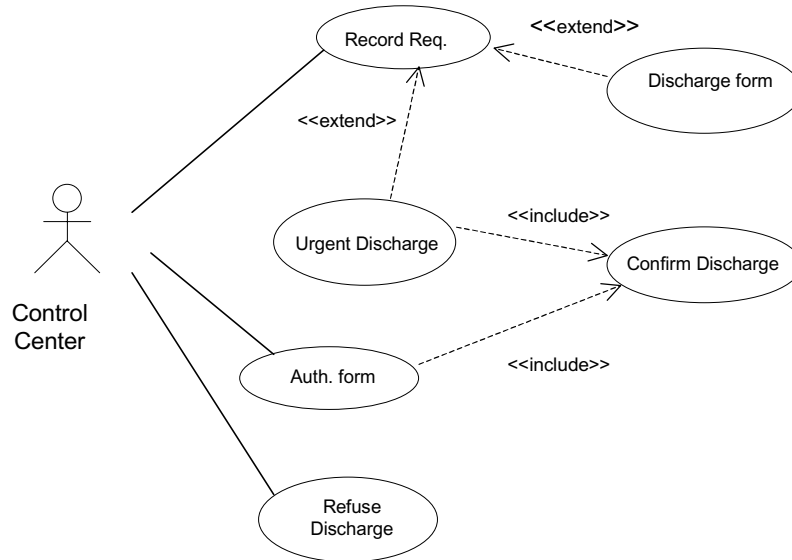 <<extend>>
Record Req.
Discharge form
<<extend>>
<<include>>
Urgent Discharge
Confirm Discharge
Control
Center
<<include>>
Auth. form
Refuse
Discharge